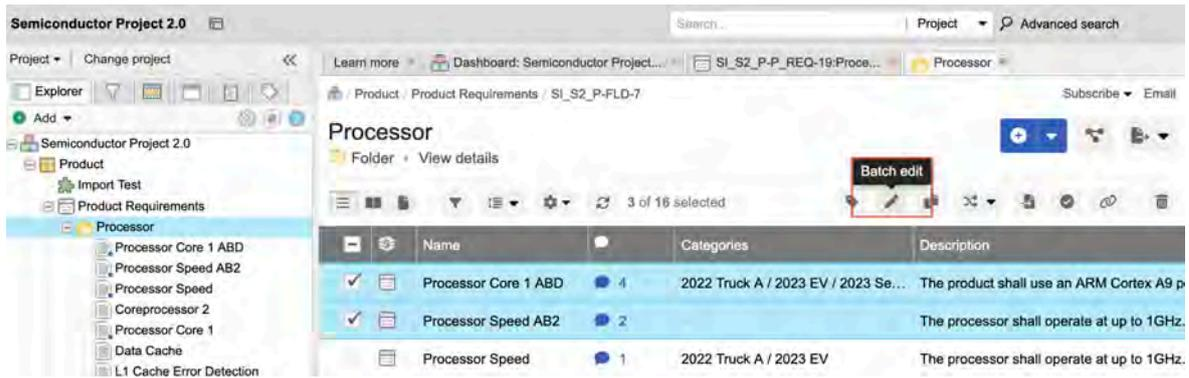 Semiconductor Project 2.0
Search...
Project
Advanced search
Project
Change project
Learn more
Dashboard: Semiconductor Project...
SI_S2_P-P_REQ-19:Proce...
Processor
Explorer
Add
Semiconductor Project 2.0
Product
Import Test
Product Requirements
Processor
Processor Core 1 ABD
Processor Speed AB2
Processor Speed
Coreprocessor 2
Processor Core 1
Data Cache
L1 Cache Error Detection
/ Product / Product Requirements / SI_S2_P-FLD-7
Subscribe
Email
Processor
Folder
View details
Batch edit
3 of 16 selected
Name Categories Description
Processor Core 1 ABD 4 2022 Truck A / 2023 EV / 2023 Se... The product shall use an ARM Cortex A9 p
Processor Speed AB2 2 The processor shall operate at up to 1GHz.
Processor Speed 1 2022 Truck A / 2023 EV The processor shall operate at up to 1GHz.